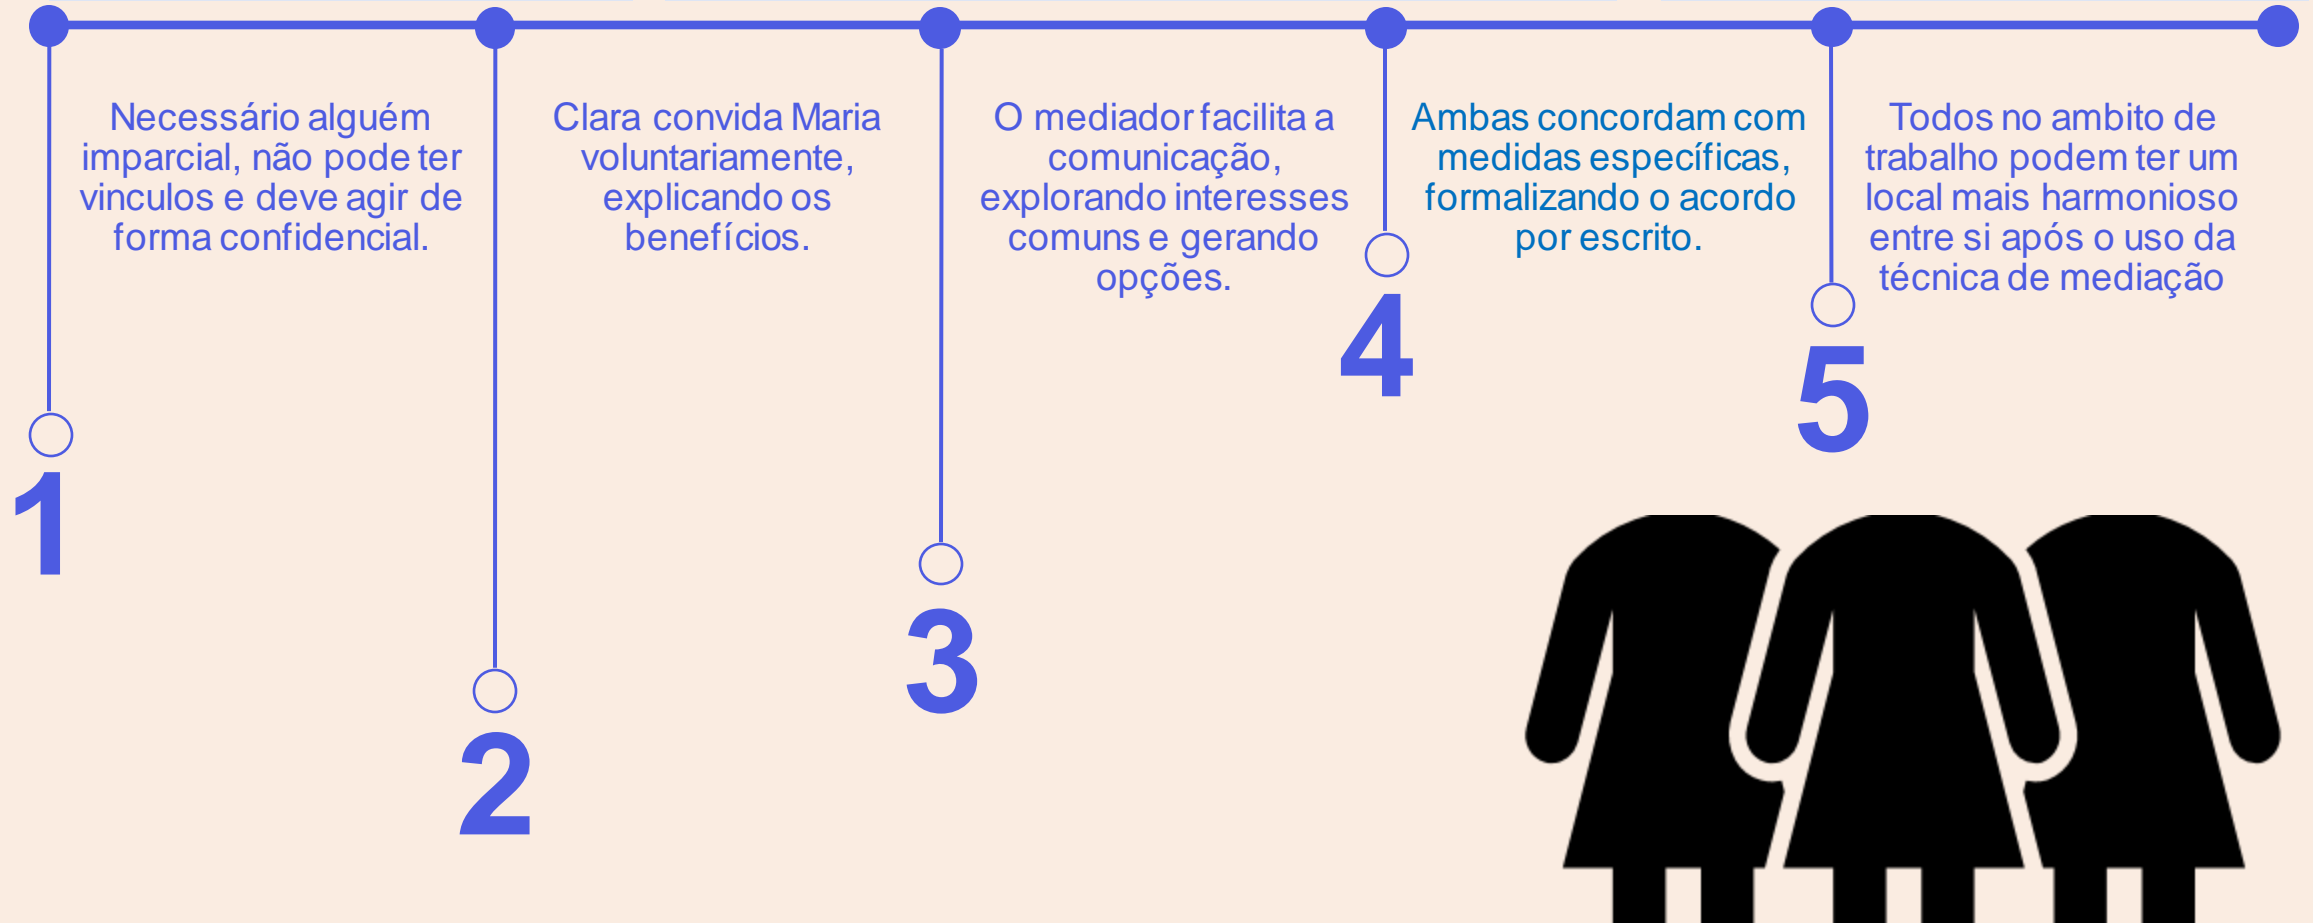 Necessário alguém
imparcial, não pode ter
vinculos e deve agir de
forma confidencial.
1
Clara convida Maria
voluntariamente,
explicando os
benefícios.
2
O mediador facilita a
comunicação,
explorando interesses
comuns e gerando
opções.
3
Ambas concordam com
medidas específicas,
formalizando o acordo
por escrito.
4
Todos no ambito de
trabalho podem ter um
local mais harmonioso
entre si após o uso da
técnica de mediação
5